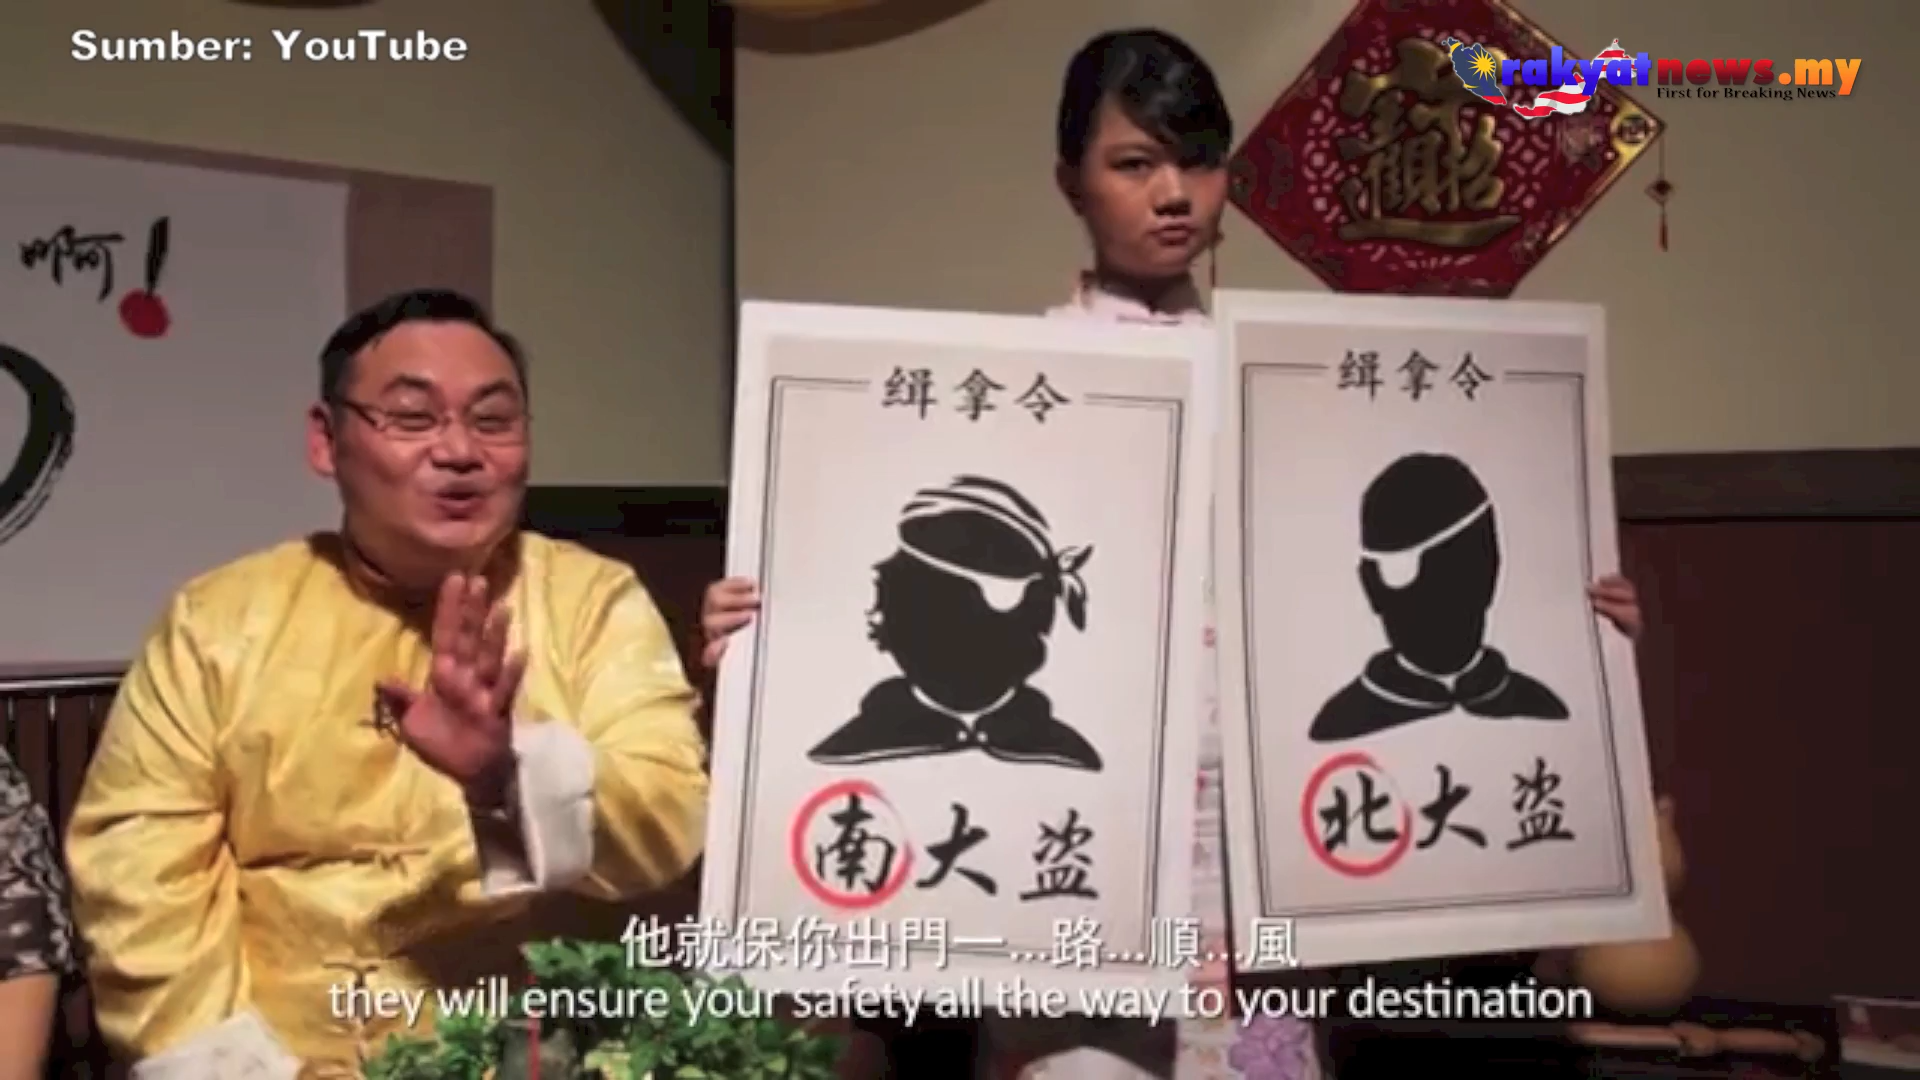 Sumber: YouTube
rakyatnews.my
First for Breaking News
缉拿令
缉拿令
南大盗
北大盗
他就保你出門一...路...順...風
they will ensure your safety all the way to your destination